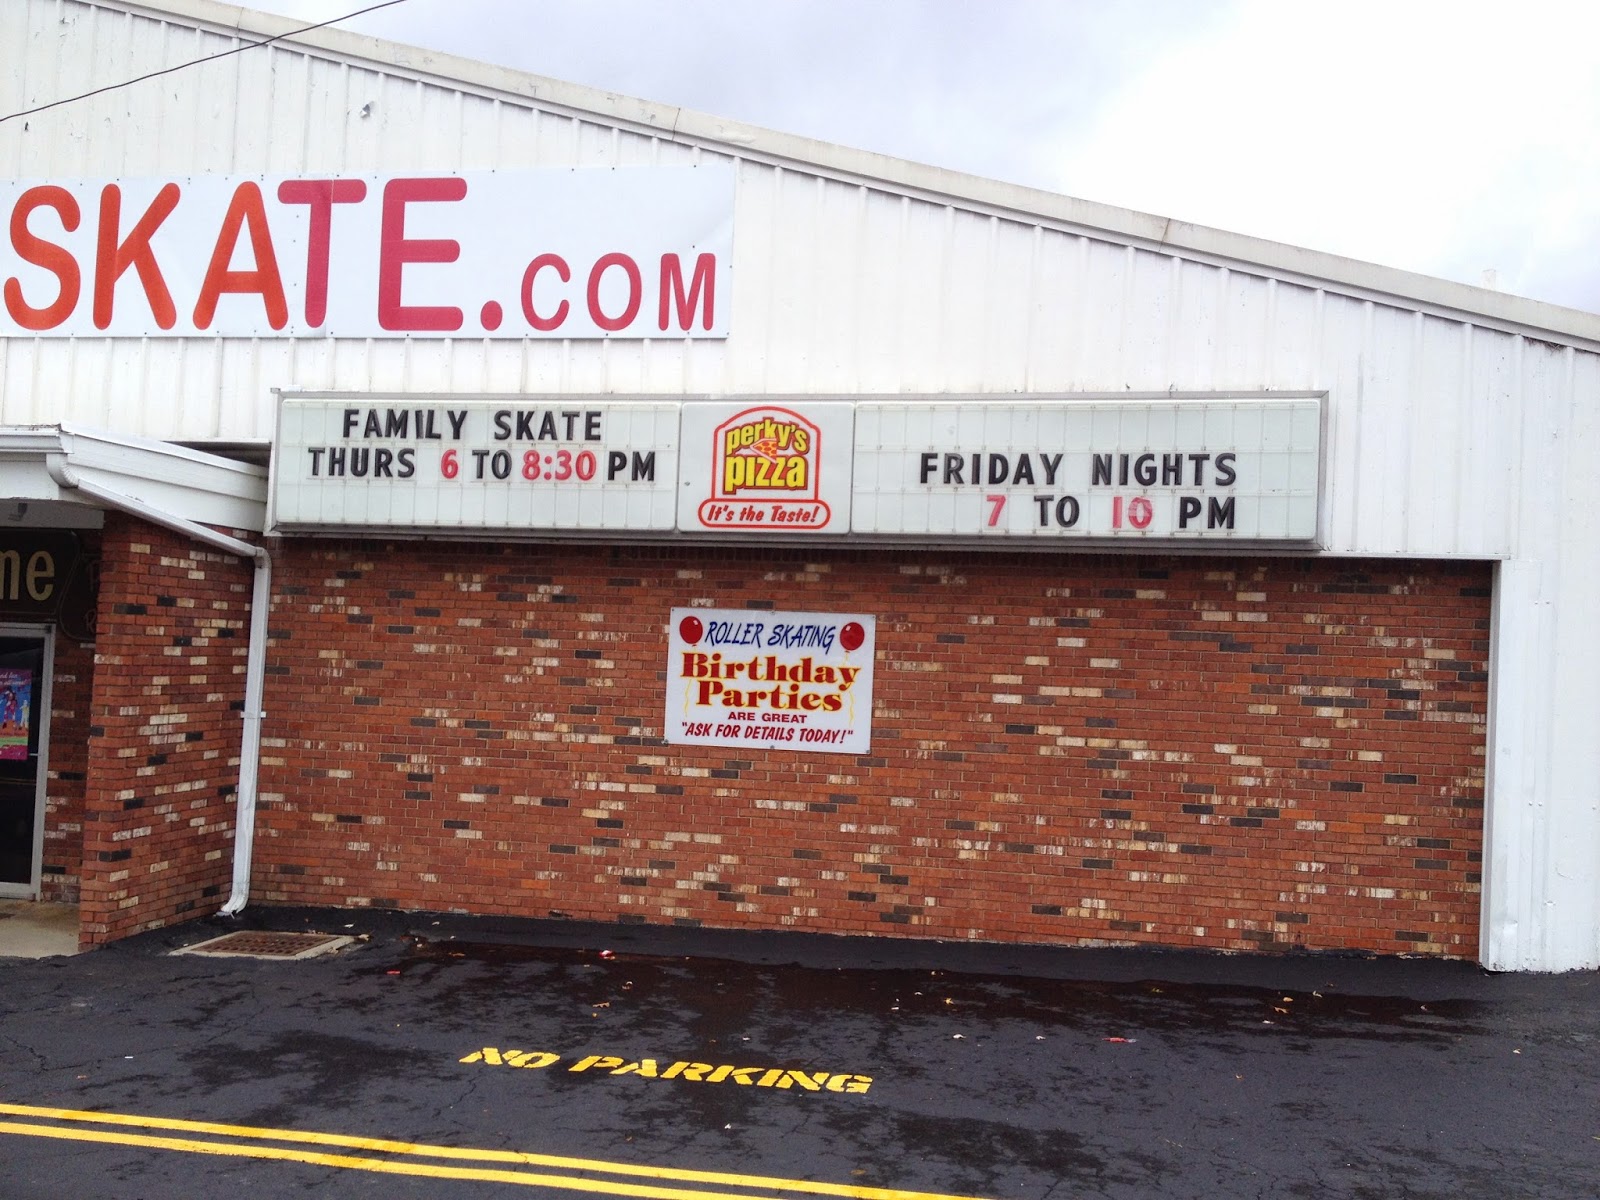 SKATE.COM
FAMILY SKATE
THURS 6 TO 8:30 PM
perky's
pizza
It's the Taste!
FRIDAY NIGHTS
7 TO 10 PM
me
ROLLER SKATING
Birthday
Parties
ARE GREAT
"ASK FOR DETAILS TODAY!"
NO PARKING